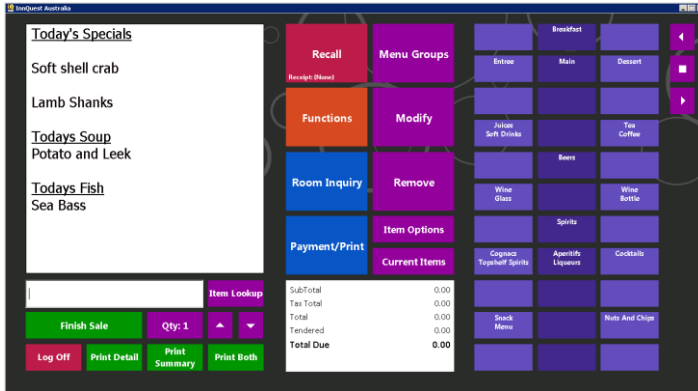 InnQuest Australia
Today's Specials
Soft shell crab
Lamb Shanks
Todays Soup
Potato and Leek
Todays Fish
Sea Bass
Item Lookup
Finish Sale
Qty: 1
Log Off
Print Detail
Print
Summary
Print Both
Recall
Receipt: (None)
Menu Groups
Functions
Modify
Room Inquiry
Remove
Payment/Print
Item Options
Current Items
SubTotal 0.00
Tax Total 0.00
Total 0.00
Tendered 0.00
Total Due 0.00
Breakfast
Entree
Main
Dessert
Juices
Soft Drinks
Tea
Coffee
Beers
Wine
Glass
Wine
Bottle
Spirits
Cognacs
Topshelf Spirits
Aperitifs
Liqueurs
Cocktails
Snack
Menu
Nuts And Chips